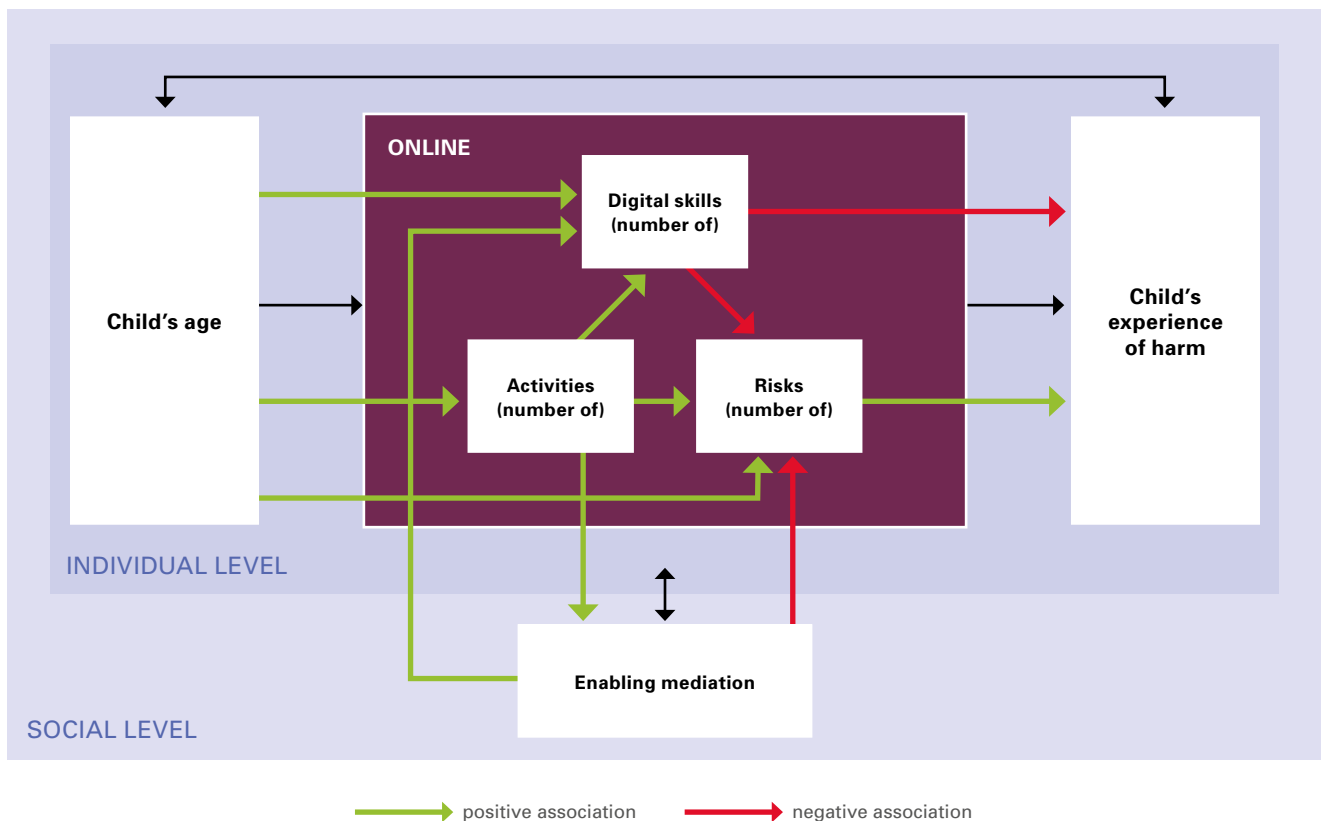 ONLINE
Digital skills
(number of)
Child's age
Child's
experience
of harm
Activities
(number of)
Risks
(number of)
INDIVIDUAL LEVEL
Enabling mediation
SOCIAL LEVEL
positive association
negative association